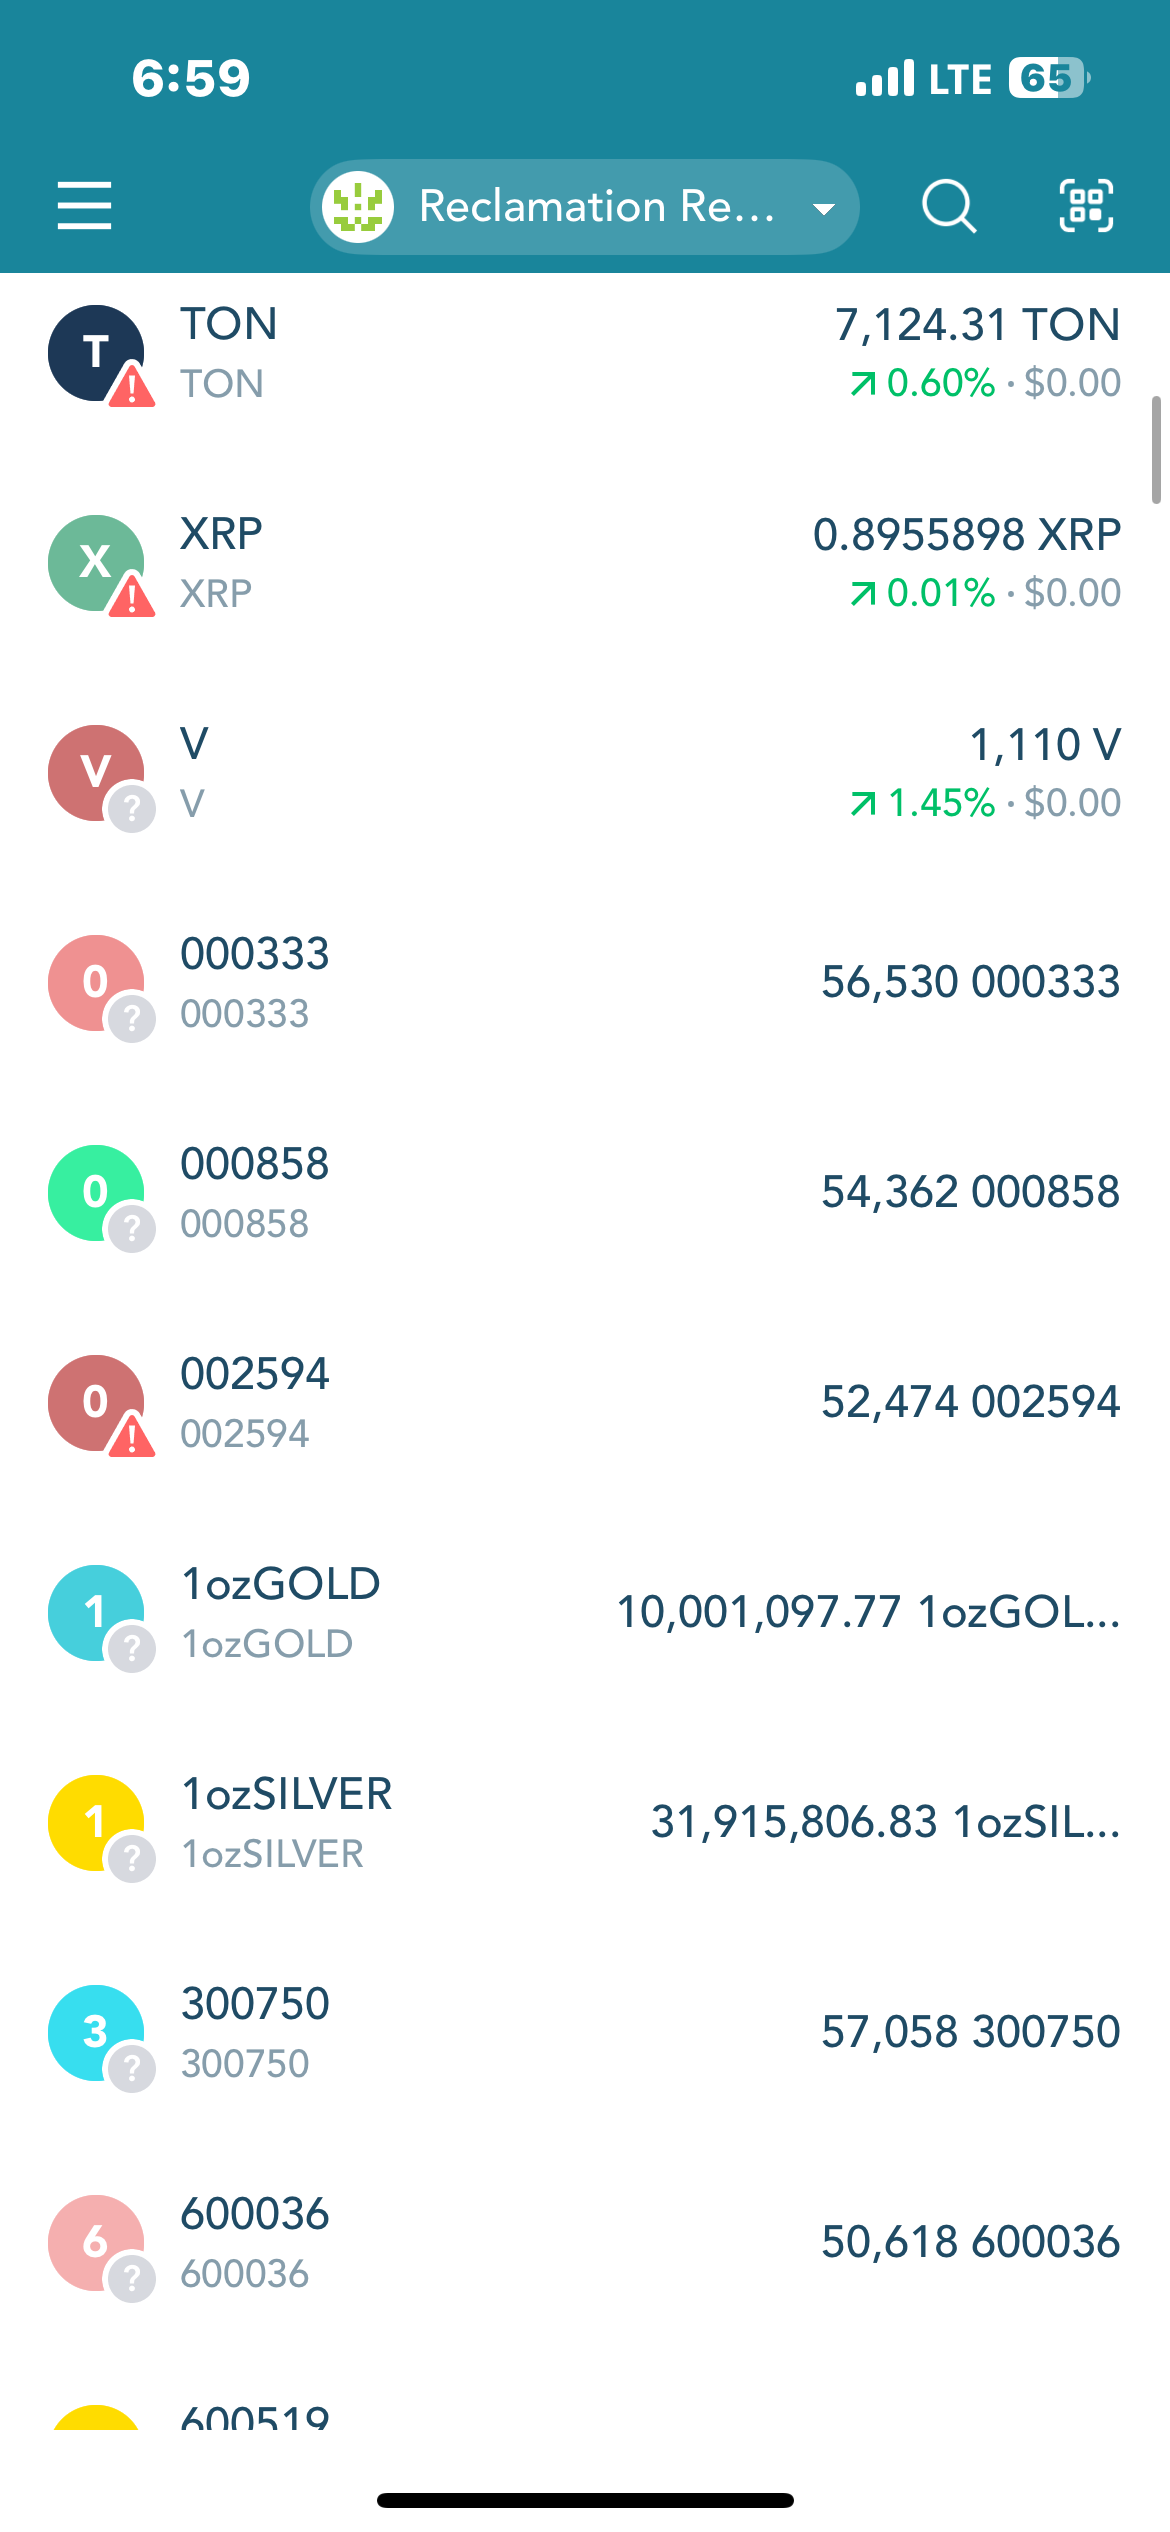 6:59
LTE 65
Reclamation Re...
T
TON
7,124.31 TON
TON
0.60% · $0.00
X
XRP
0.8955898 XRP
XRP
0.01% · $0.00
V
V
1,110 V
V
1.45% · $0.00
0
000333
56,530 000333
000333
0
000858
54,362 000858
000858
0
002594
52,474 002594
002594
1
1ozGOLD
10,001,097.77 1ozGOL...
1ozGOLD
1
1ozSILVER
31,915,806.83 1ozSIL...
1ozSILVER
3
300750
57,058 300750
300750
6
600036
50,618 600036
600036
600519